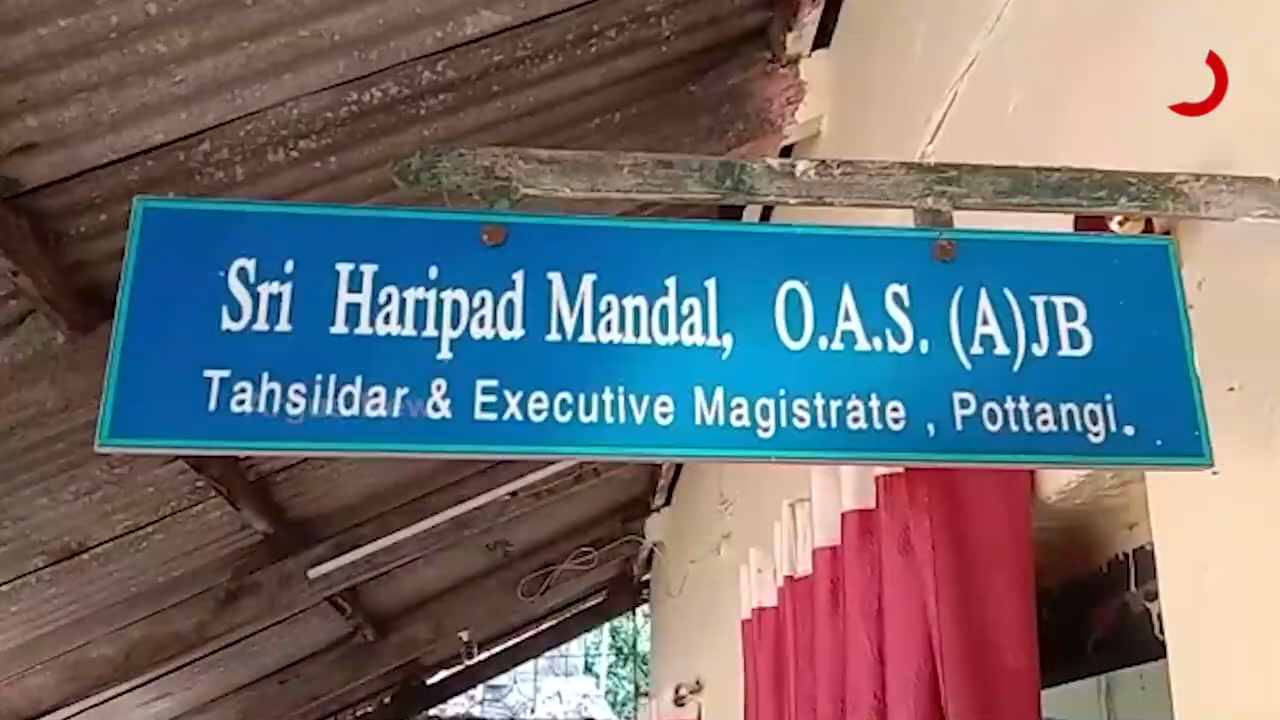 Sri Haripad Mandal, O.A.S. (A)JB
Tahsildar & Executive Magistrate , Pottangi.